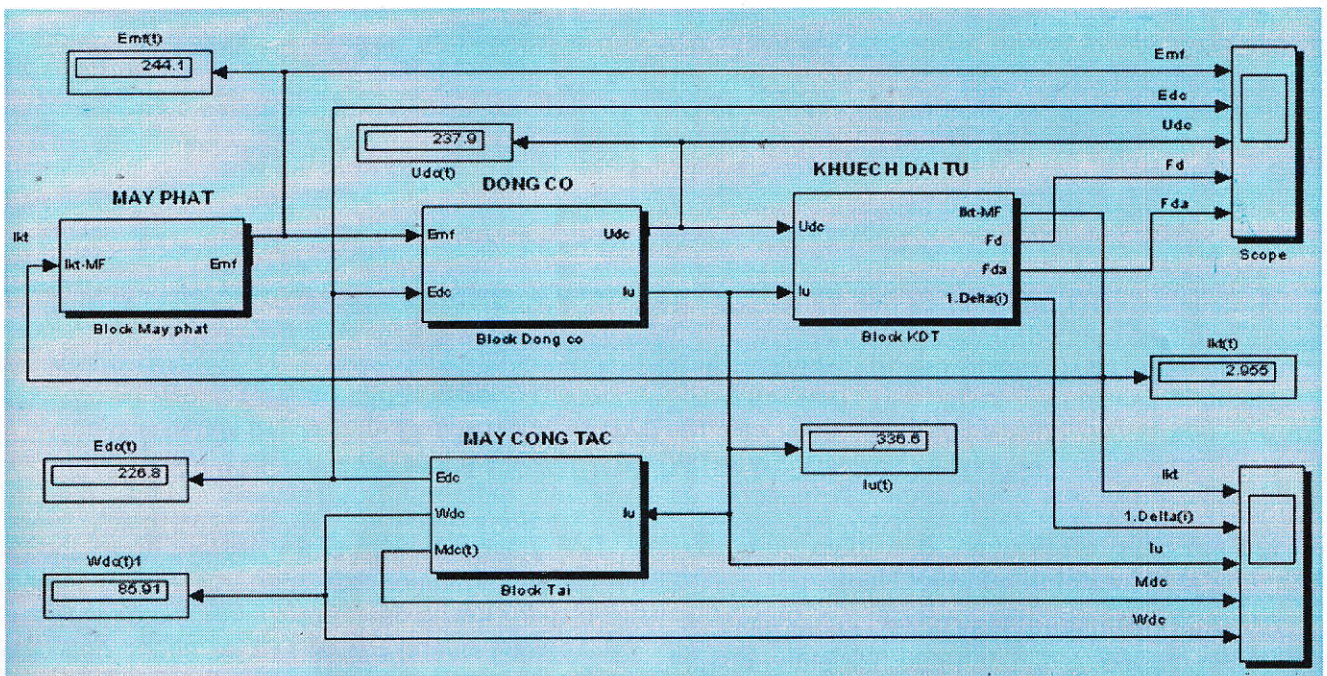 Emf(t)
244.1
Emf
Edc
237.9
Udc
Udc(t)
Fd
MAY PHAT
DONG CO
KHUECH DAI TU
Fda
Ikt
Ikt-MF
Emf
Block May phat
Emf
Edc
Udc
Iu
Block Dong co
Udc
Iu
Ikt-MF
Fd
Fda
1.Delta(i)
Block KDT
Scope
Ikt(t)
2.955
MAY CONG TAC
Edc(t)
226.8
Edc
Wdc
Mdc(t)
Iu
Block Tai
336.6
Iu(t)
Wdc(t)1
85.91
Ikt
1.Delta(i)
Iu
Mdc
Wdc